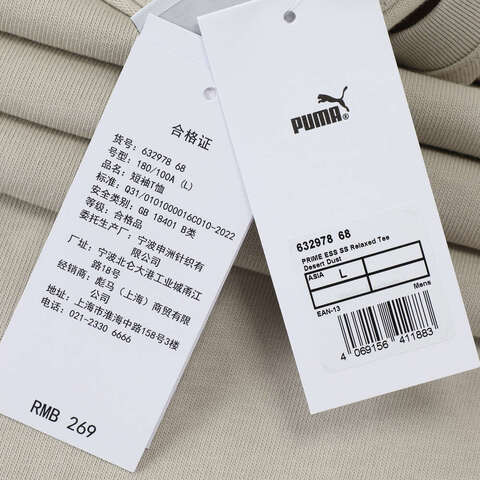 合格证
货号: 632978 68
号型: 180/100A (L)
品名: 短袖T恤
标准: Q31/0101000016C010-2022
安全类别: GB 18401 B类
等级: 合格品
委托生产厂: 宁波申洲针织有
限公司
厂址: 宁波北仑大港工业城甬江
路18号
经销商: 彪马(上海)商贸有限
公司
地址: 上海市淮海中路158号3楼
电话: 021-2330 6666
RMB 269
PUMA®
632978 68
PRIME ESS SS Relaxed Tee
Desert Dust
ASIA L
Mens
EAN-13
4 069156 411883